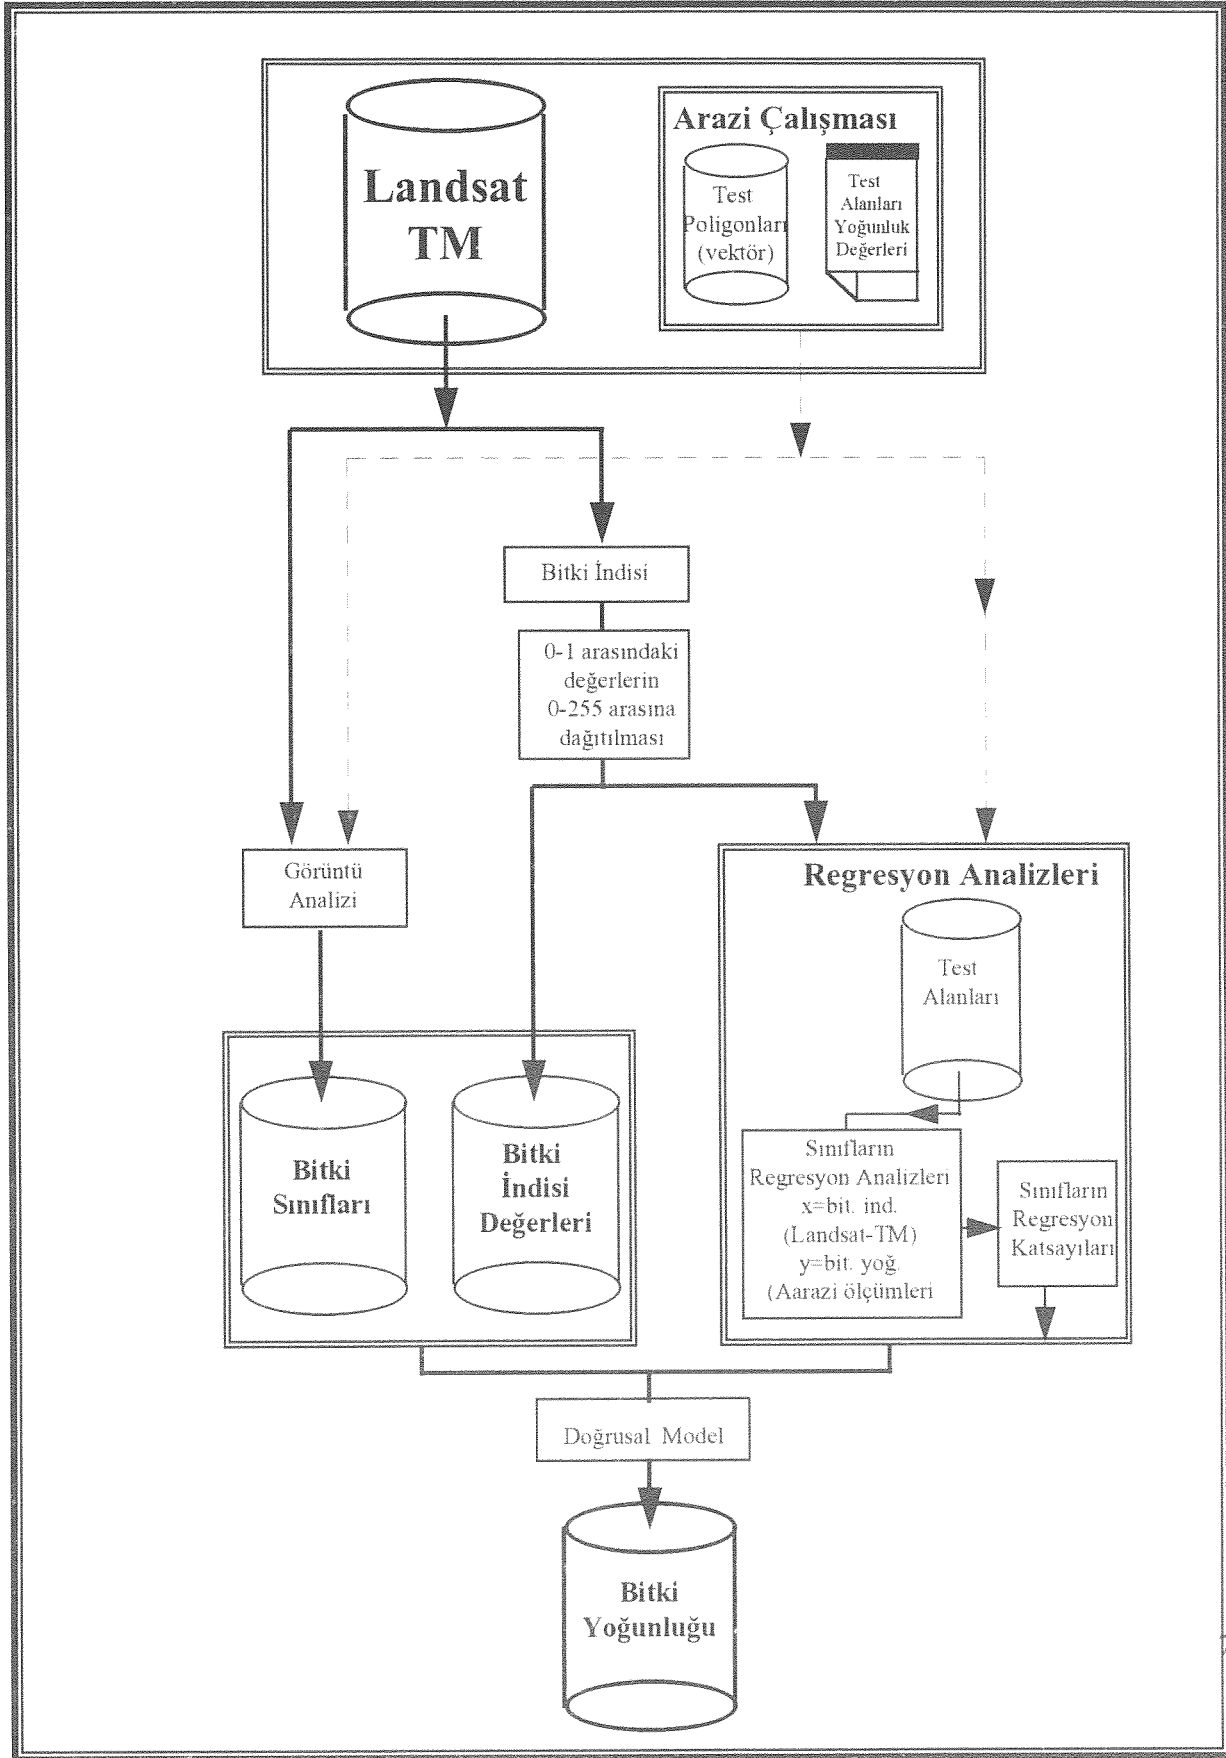 Landsat
TM
Arazi Çalışması
Test
Poligonları
(vektör)
Test
Alanları
Yoğunluk
Değerleri
Bitki İndisi
0-1 arasındaki
değerlerin
0-255 arasına
dağıtılması
Görüntü
Analizi
Regresyon Analizleri
Test
Alanları
Bitki
Sınıfları
Bitki
İndisi
Değerleri
Sınıfların
Regresyon Analizleri
x=bit. ind.
(Landsat-TM)
y=bit. yoğ.
(Aarazi ölçümleri
Sınıfların
Regresyon
Katsayıları
Doğrusal Model
Bitki
Yoğunluğu